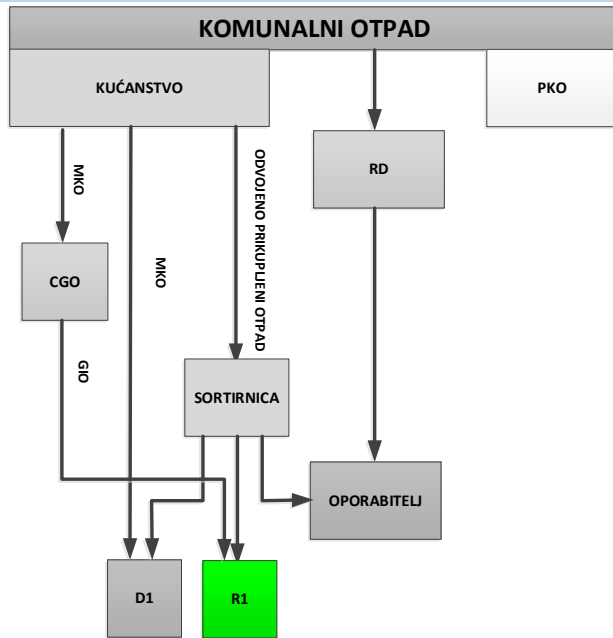 KOMUNALNI OTPAD
KUĆANSTVO
PKO
RD
MKO
MKO
ODVOJENO PRIKUPLJENI OTPAD
CGO
GIO
SORTIRNICA
OPORABITELJ
D1
R1